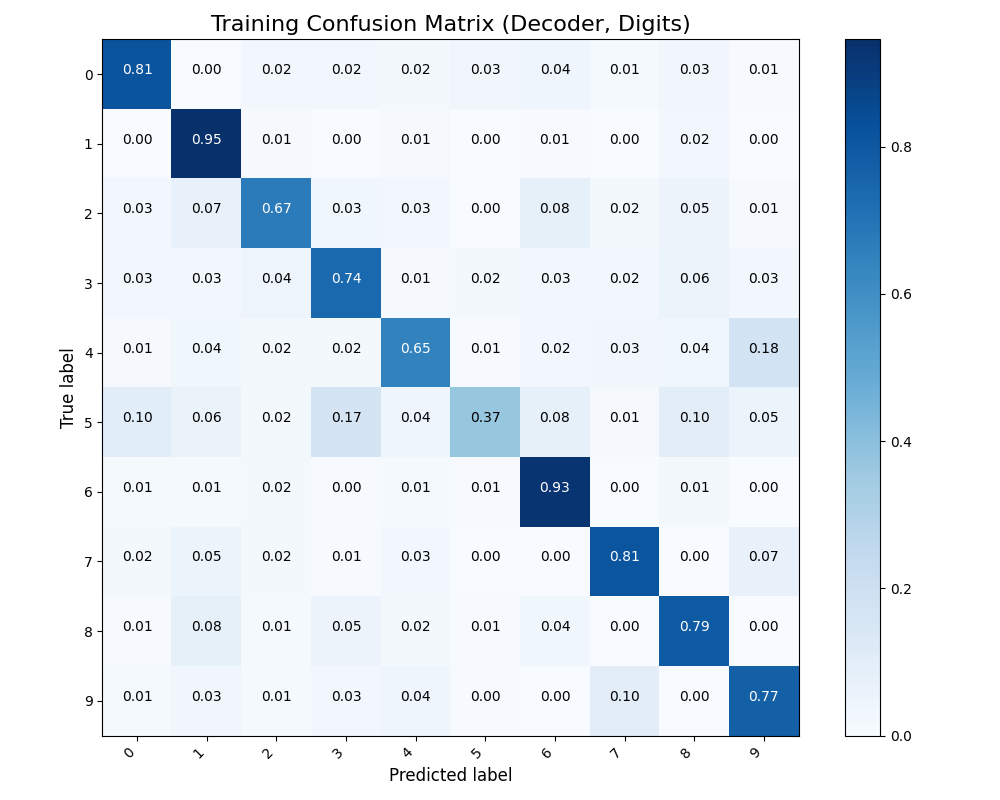 Training Confusion Matrix (Decoder, Digits)
0 0.81 0.00 0.02 0.02 0.02 0.03 0.04 0.01 0.03 0.01
1 0.00 0.95 0.01 0.00 0.01 0.00 0.01 0.00 0.02 0.00
2 0.03 0.07 0.67 0.03 0.03 0.00 0.08 0.02 0.05 0.01
3 0.03 0.03 0.04 0.74 0.01 0.02 0.03 0.02 0.06 0.03
4 0.01 0.04 0.02 0.02 0.65 0.01 0.02 0.03 0.04 0.18
5 0.10 0.06 0.02 0.17 0.04 0.37 0.08 0.01 0.10 0.05
6 0.01 0.01 0.02 0.00 0.01 0.01 0.93 0.00 0.01 0.00
7 0.02 0.05 0.02 0.01 0.03 0.00 0.00 0.81 0.00 0.07
8 0.01 0.08 0.01 0.05 0.02 0.01 0.04 0.00 0.79 0.00
9 0.01 0.03 0.01 0.03 0.04 0.00 0.00 0.10 0.00 0.77
0 1 2 3 4 5 6 7 8 9
Predicted label
True label
0.8
0.6
0.4
0.2
0.0